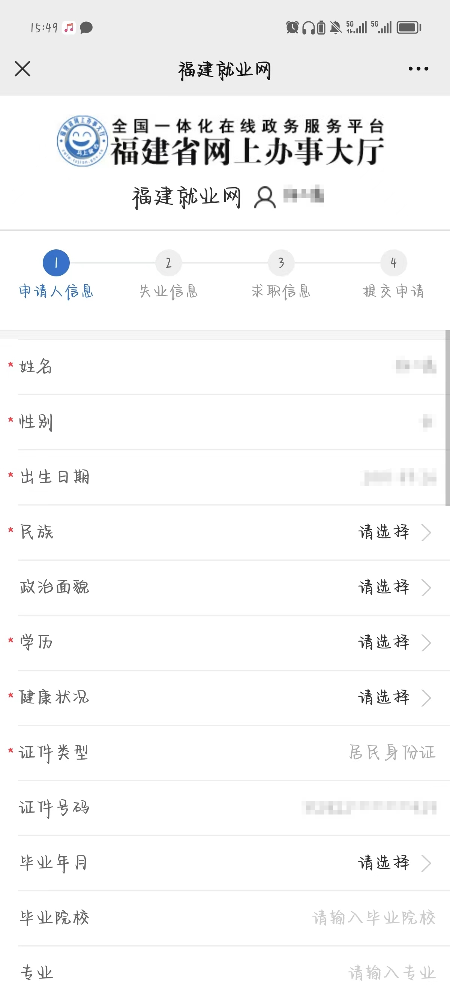 15:49
5G 5G
福建就业网
全国一体化在线政务服务平台
福建省网上办事大厅
福建就业网
1 2 3 4
申请人信息 失业信息 求职信息 提交申请
* 姓名
* 性别
* 出生日期
* 民族 请选择
政治面貌 请选择
* 学历 请选择
* 健康状况 请选择
* 证件类型 居民身份证
证件号码
毕业年月 请选择
毕业院校 请输入毕业院校
专业 请输入专业